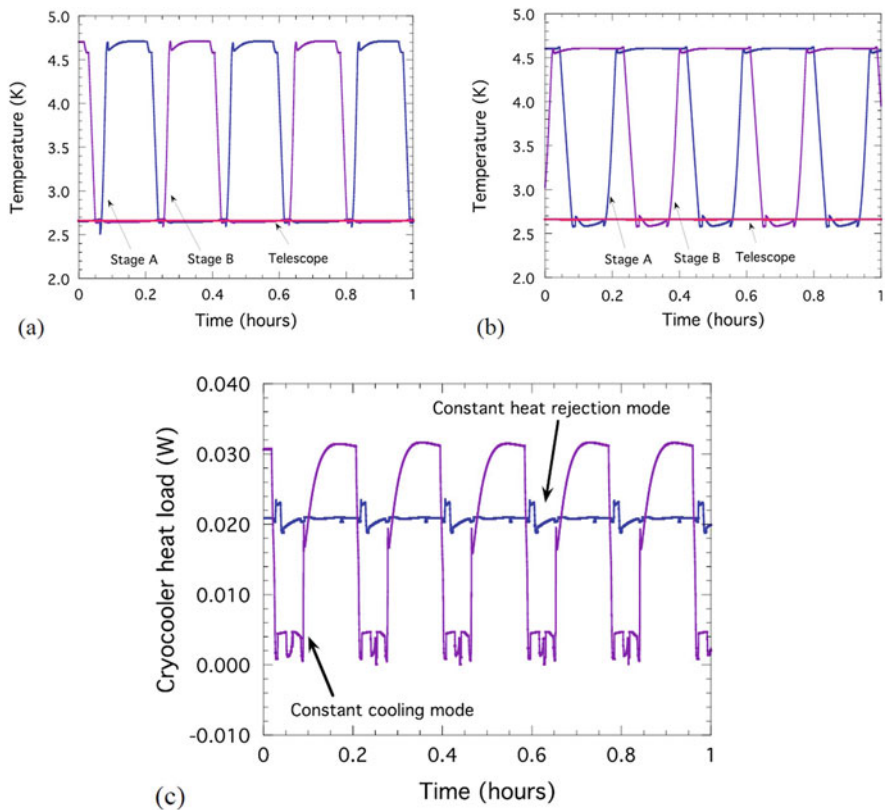 5.0
4.5
4.0
3.5
3.0
2.5
2.0
Temperature (K)
Stage A
Stage B
Telescope
0
0.2
0.4
0.6
0.8
1
Time (hours)
(a)
5.0
4.5
4.0
3.5
3.0
2.5
2.0
Temperature (K)
Stage A
Stage B
Telescope
0
0.2
0.4
0.6
0.8
1
Time (hours)
(b)
0.040
0.030
0.020
0.010
0.000
-0.010
Cryocooler heat load (W)
Constant heat rejection mode
Constant cooling mode
0
0.2
0.4
0.6
0.8
1
Time (hours)
(c)